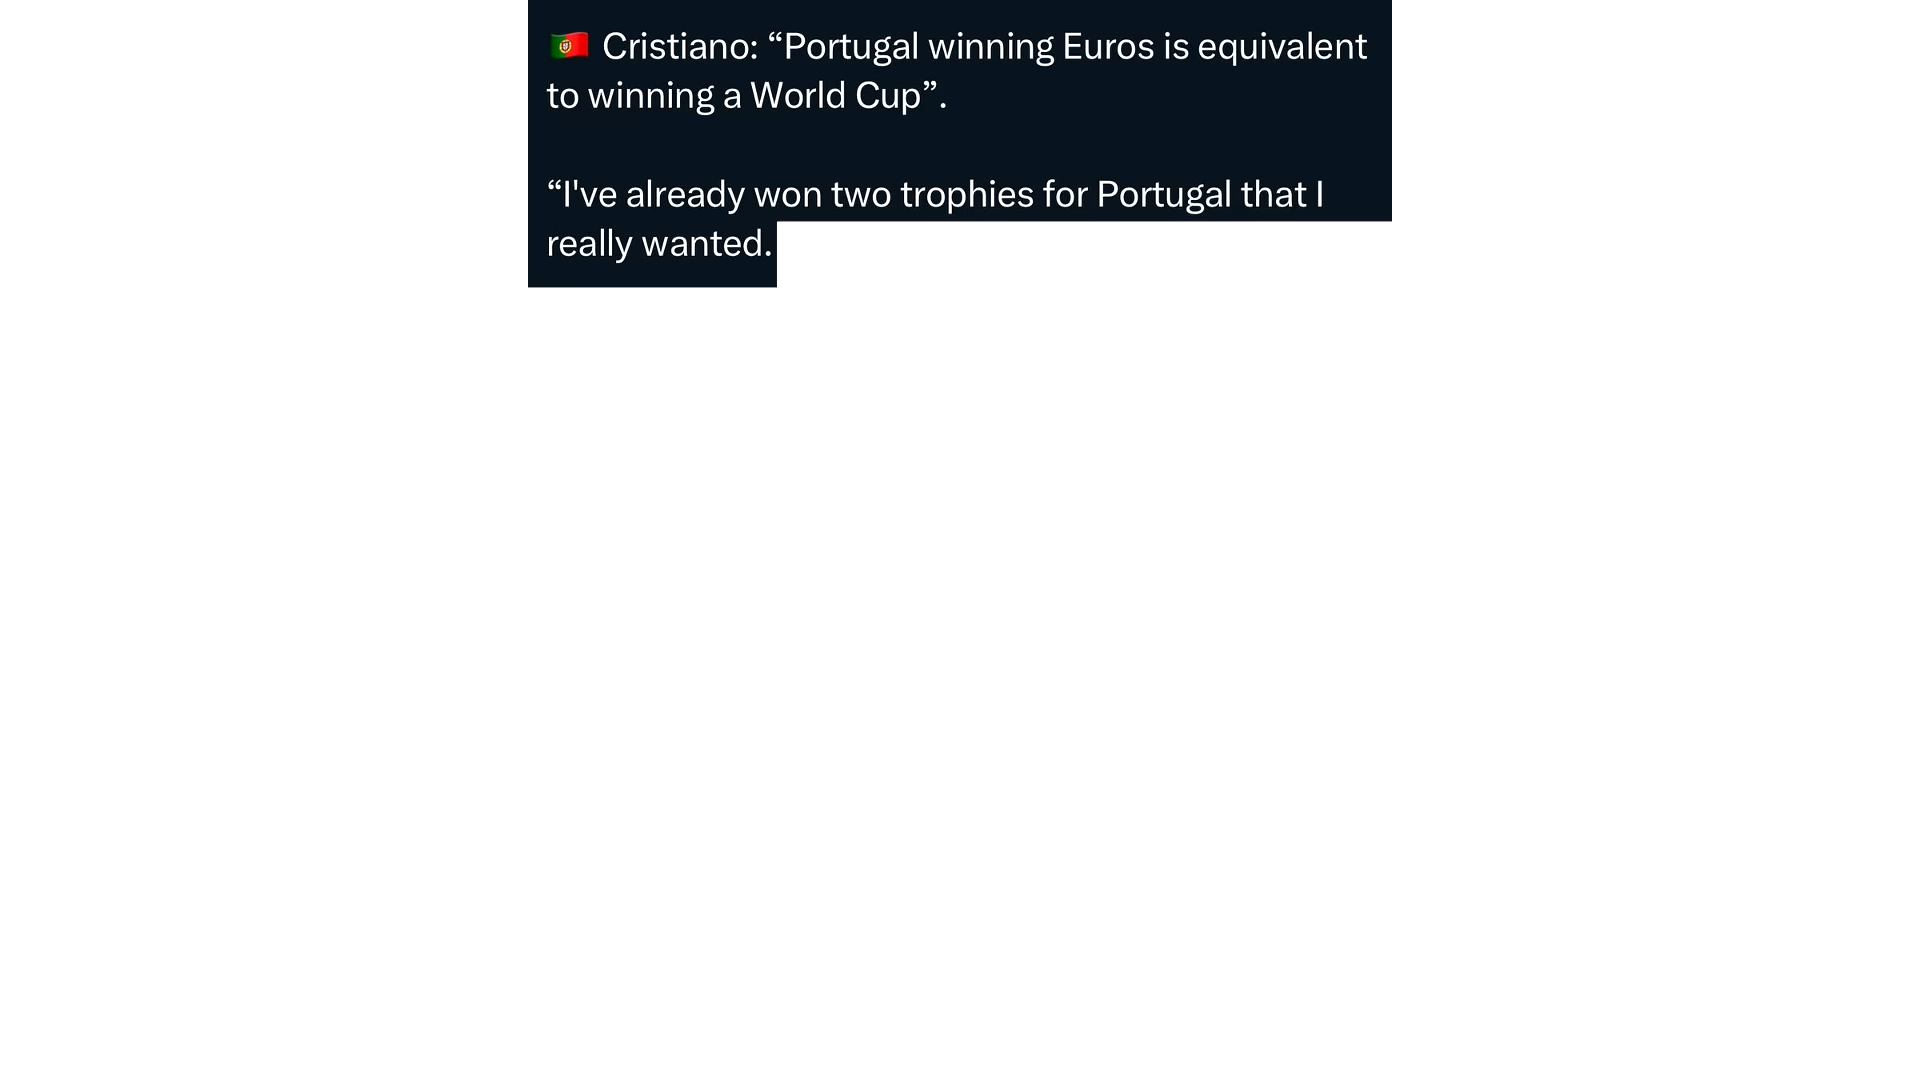 🇵🇹 Cristiano: “Portugal winning Euros is equivalent
to winning a World Cup”.
“I've already won two trophies for Portugal that I
really wanted.